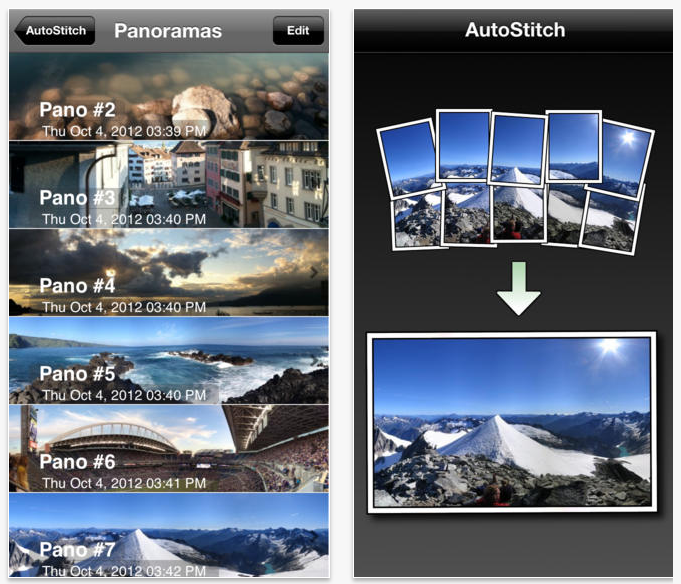 AutoStitch
Panoramas
Edit
Pano #2
Thu Oct 4, 2012 03:39 PM
Pano #3
Thu Oct 4, 2012 03:40 PM
Pano #4
Thu Oct 4, 2012 03:40 PM
Pano #5
Thu Oct 4, 2012 03:40 PM
Pano #6
Thu Oct 4, 2012 03:41 PM
Pano #7
Thu Oct 4, 2012 03:42 PM
AutoStitch